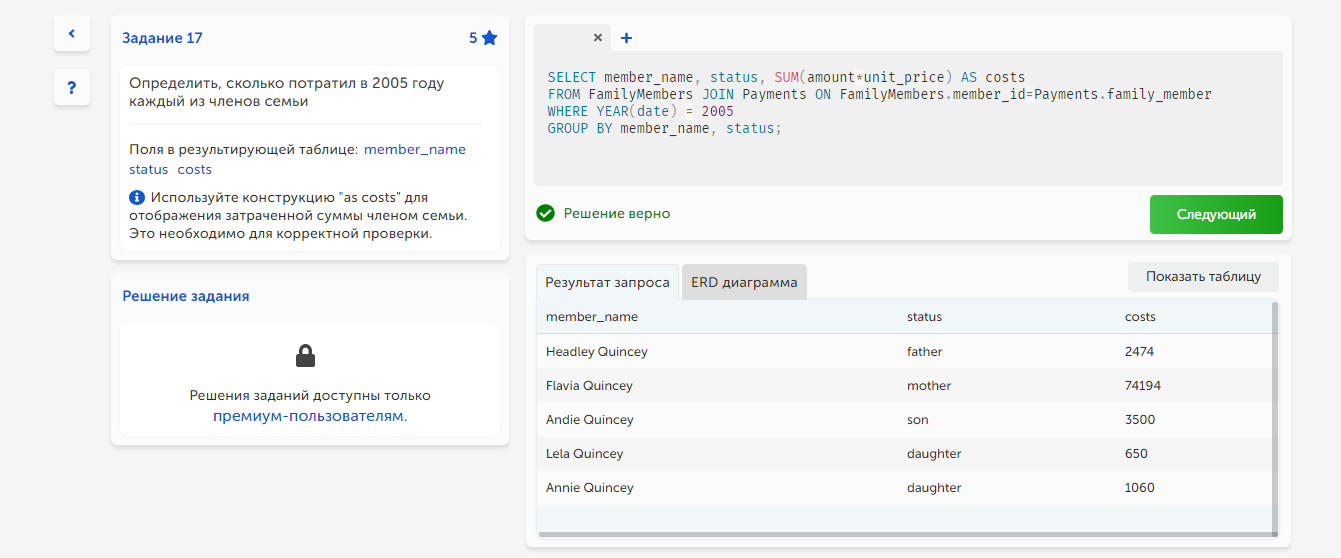 Задание 17
5
Определить, сколько потратил в 2005 году
каждый из членов семьи
Поля в результирующей таблице: member_name
status costs
Используйте конструкцию "as costs" для
отображения затраченной суммы членом семьи.
Это необходимо для корректной проверки.
Решение задания
Решения заданий доступны только
премиум-пользователям.
?
× +
SELECT member_name, status, SUM(amount*unit_price) AS costs
FROM FamilyMembers JOIN Payments ON FamilyMembers.member_id=Payments.family_member
WHERE YEAR(date) = 2005
GROUP BY member_name, status;
Решение верно
Следующий
Результат запроса ERD диаграмма Показать таблицу
member_name status costs
Headley Quincey father 2474
Flavia Quincey mother 74194
Andie Quincey son 3500
Lela Quincey daughter 650
Annie Quincey daughter 1060